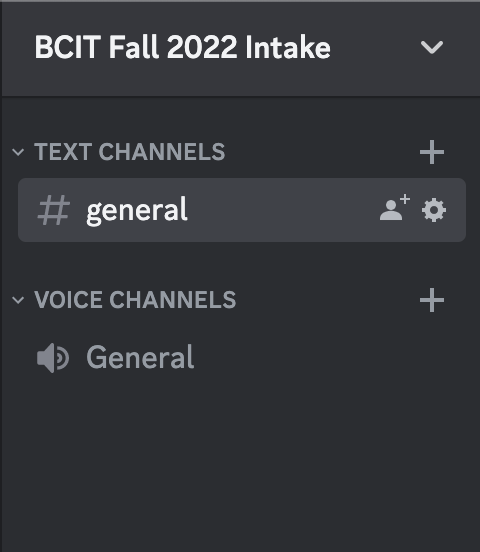 BCIT Fall 2022 Intake
TEXT CHANNELS
general
VOICE CHANNELS
General